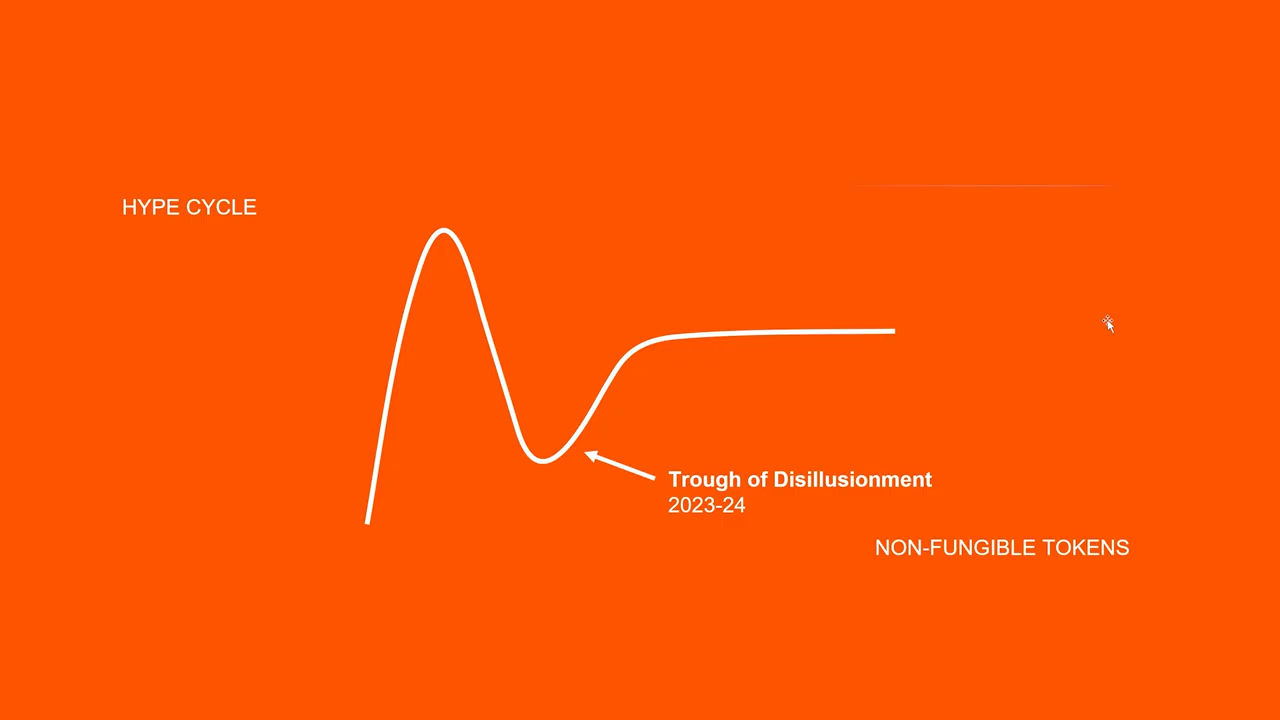 HYPE CYCLE
Trough of Disillusionment
2023-24
NON-FUNGIBLE TOKENS